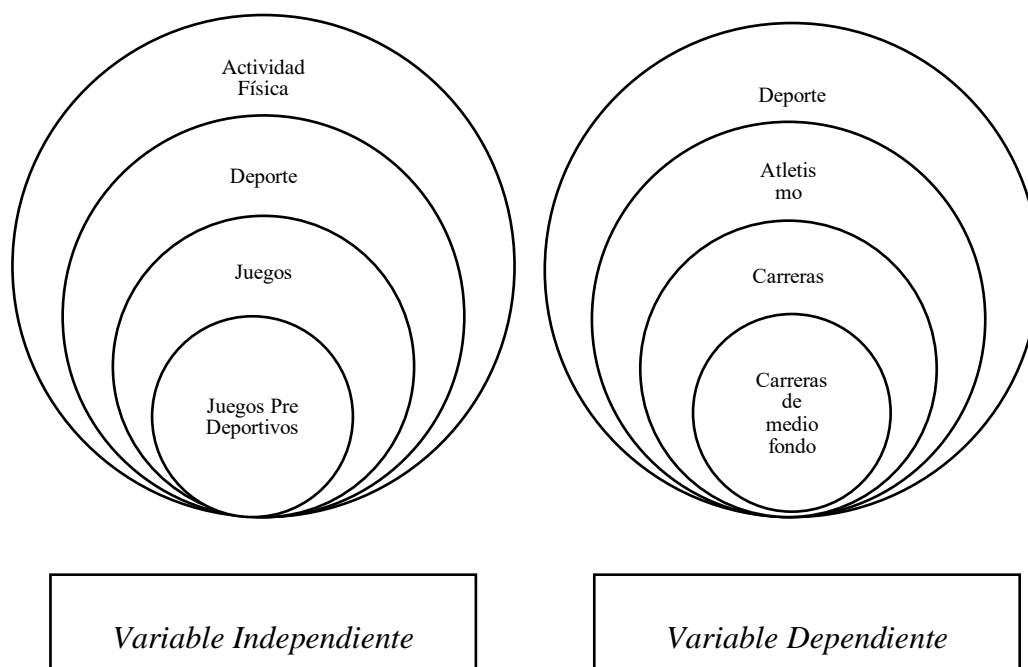 Actividad
Física
Deporte
Juegos
Juegos Pre
Deportivos
Variable Independiente
Deporte
Atletis
mo
Carreras
Carreras
de
medio
fondo
Variable Dependiente